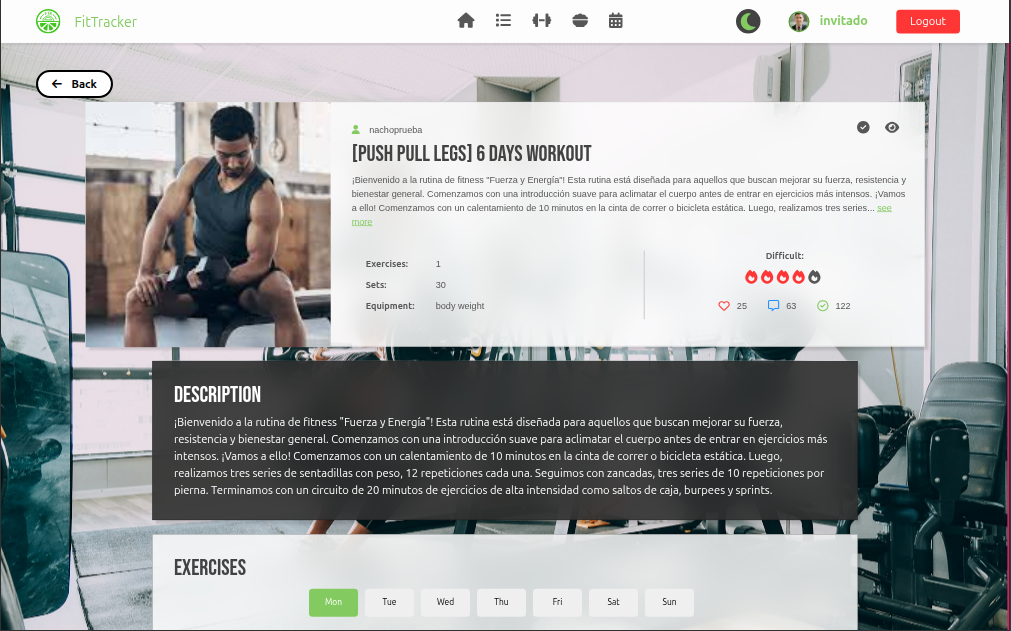 FitTracker
invitado
Logout
Back
nachoprueba
[PUSH PULL LEGS] 6 DAYS WORKOUT
¡Bienvenido a la rutina de fitness "Fuerza y Energía"! Esta rutina está diseñada para aquellos que buscan mejorar su fuerza, resistencia y
bienestar general. Comenzamos con una introducción suave para aclimatar el cuerpo antes de entrar en ejercicios más intensos. ¡Vamos
a ello! Comenzamos con un calentamiento de 10 minutos en la cinta de correr o bicicleta estática. Luego, realizamos tres series... see
more
Exercises: 1
Sets: 30
Equipment: body weight
Difficult:
25 63 122
DESCRIPTION
¡Bienvenido a la rutina de fitness "Fuerza y Energía"! Esta rutina está diseñada para aquellos que buscan mejorar su fuerza,
resistencia y bienestar general. Comenzamos con una introducción suave para aclimatar el cuerpo antes de entrar en ejercicios más
intensos. ¡Vamos a ello! Comenzamos con un calentamiento de 10 minutos en la cinta de correr o bicicleta estática. Luego,
realizamos tres series de sentadillas con peso, 12 repeticiones cada una. Seguimos con zancadas, tres series de 10 repeticiones por
pierna. Terminamos con un circuito de 20 minutos de ejercicios de alta intensidad como saltos de caja, burpees y sprints.
EXERCISES
Mon Tue Wed Thu Fri Sat Sun